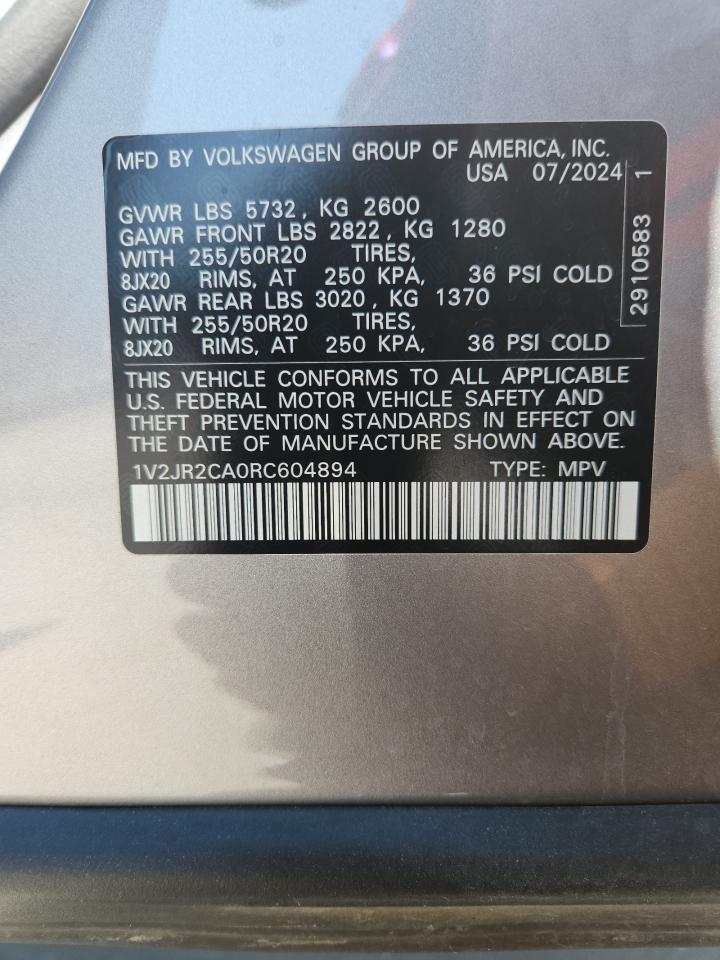 MFD BY VOLKSWAGEN GROUP OF AMERICA, INC.
USA 07/2024
GVWR LBS 5732, KG 2600
GAWR FRONT LBS 2822, KG 1280
WITH 255/50R20 TIRES,
8JX20 RIMS, AT 250 KPA, 36 PSI COLD
GAWR REAR LBS 3020, KG 1370
WITH 255/50R20 TIRES,
8JX20 RIMS, AT 250 KPA, 36 PSI COLD
2910583 1
THIS VEHICLE CONFORMS TO ALL APPLICABLE
U.S. FEDERAL MOTOR VEHICLE SAFETY AND
THEFT PREVENTION STANDARDS IN EFFECT ON
THE DATE OF MANUFACTURE SHOWN ABOVE.
1V2JR2CA0RC604894 TYPE: MPV